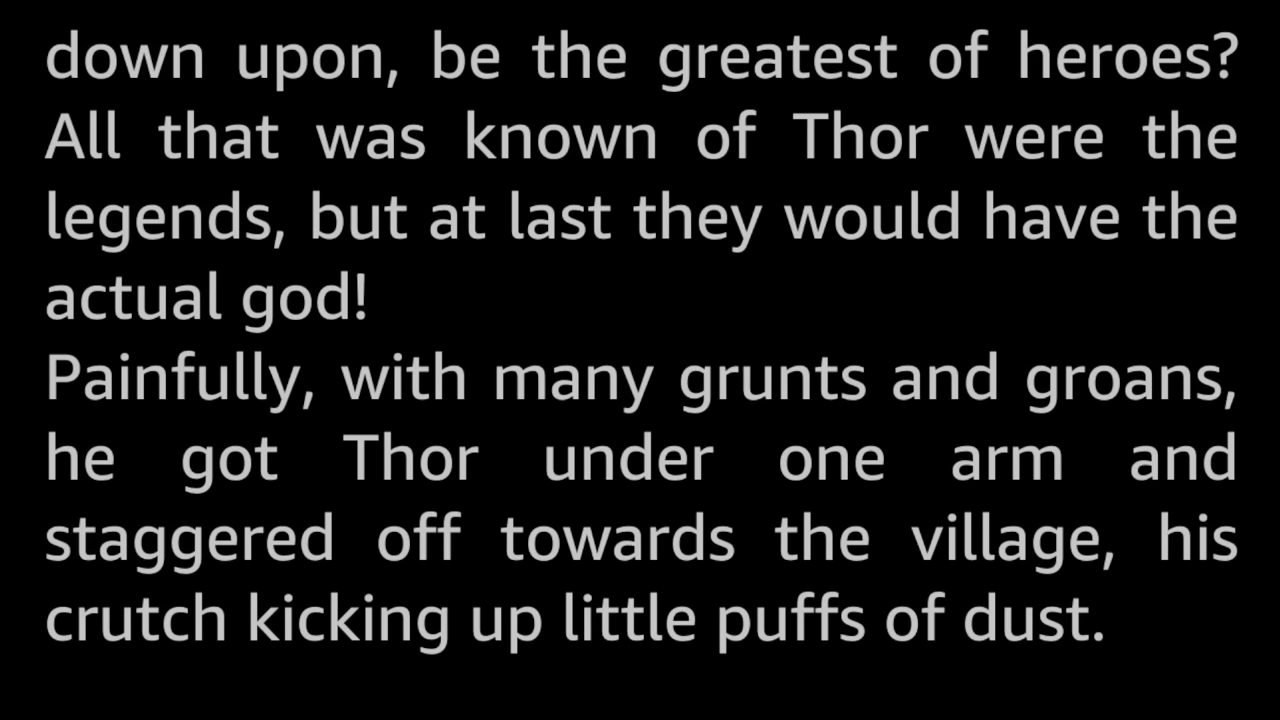 down upon, be the greatest of heroes?
All that was known of Thor were the
legends, but at last they would have the
actual god!
Painfully, with many grunts and groans,
he got Thor under one arm and
staggered off towards the village, his
crutch kicking up little puffs of dust.